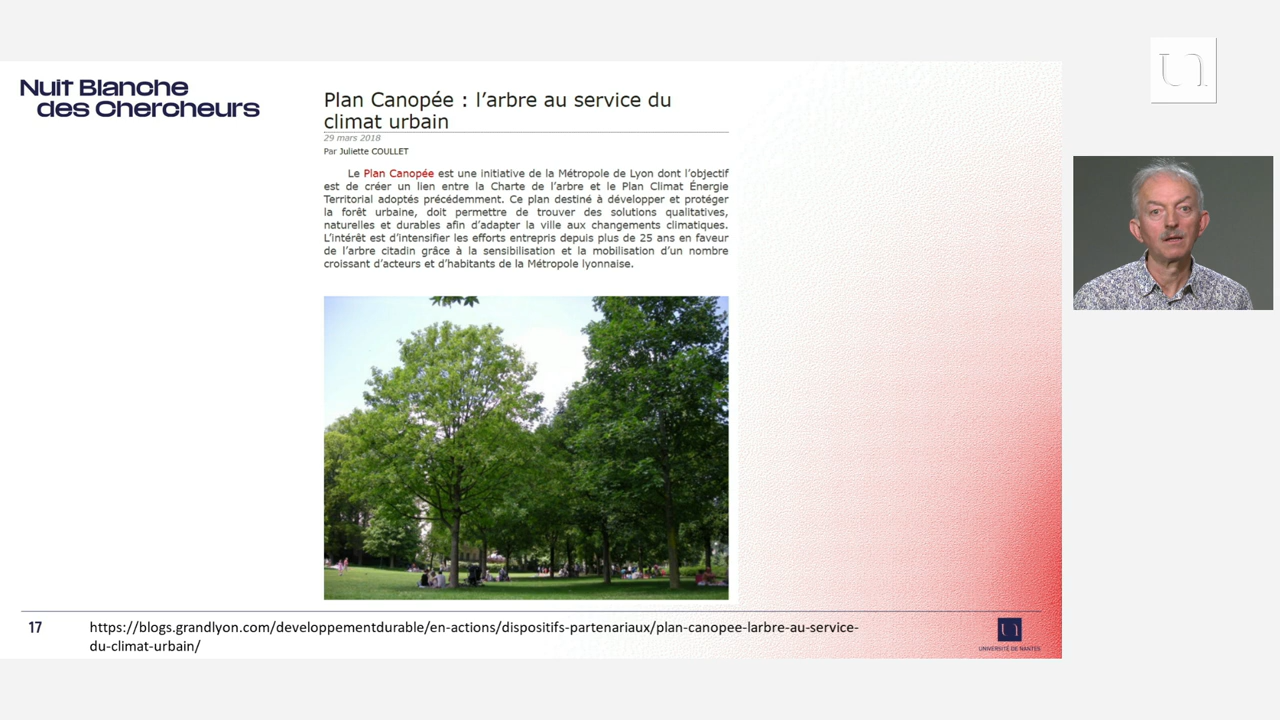 Nuit Blanche
des Chercheurs
Plan Canopée : l’arbre au service du
climat urbain
29 mars 2018
Par Juliette COULLET
Le Plan Canopée est une initiative de la Métropole de Lyon dont l’objectif
est de créer un lien entre la Charte de l’arbre et le Plan Climat Énergie
Territorial adoptés précédemment. Ce plan destiné à développer et protéger
la forêt urbaine, doit permettre de trouver des solutions qualitatives,
naturelles et durables afin d’adapter la ville aux changements climatiques.
L’intérêt est d’intensifier les efforts entrepris depuis plus de 25 ans en faveur
de l’arbre citadin grâce à la sensibilisation et la mobilisation d’un nombre
croissant d’acteurs et d’habitants de la Métropole lyonnaise.
17
https://blogs.grandlyon.com/developpementdurable/en-actions/dispositifs-partenariaux/plan-canopee-larbre-au-service-
du-climat-urbain/
UNIVERSITÉ DE NANTES